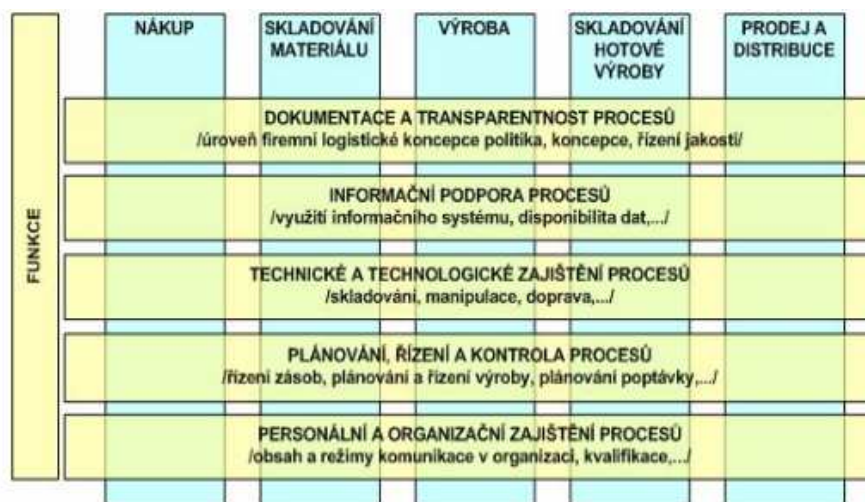 NÁKUP
SKLADOVÁNÍ
MATERIÁLU
VÝROBA
SKLADOVÁNÍ
HOTOVÉ
VÝROBY
PRODEJ A
DISTRIBUCE
FUNKCE
DOKUMENTACE A TRANSPARENTNOST PROCESŮ
/úroveň firemní logistické koncepce politika, koncepce, řízení jakosti/
INFORMAČNÍ PODPORA PROCESŮ
/využití informačního systému, disponibilita dat,.../
TECHNICKÉ A TECHNOLOGICKÉ ZAJIŠTĚNÍ PROCESŮ
/skladování, manipulace, doprava,.../
PLÁNOVÁNÍ, ŘÍZENÍ A KONTROLA PROCESŮ
/řízení zásob, plánování a řízení výroby, plánování poptávky,.../
PERSONÁLNÍ A ORGANIZAČNÍ ZAJIŠTĚNÍ PROCESŮ
/obsah a režimy komunikace v organizaci, kvalifikace,.../